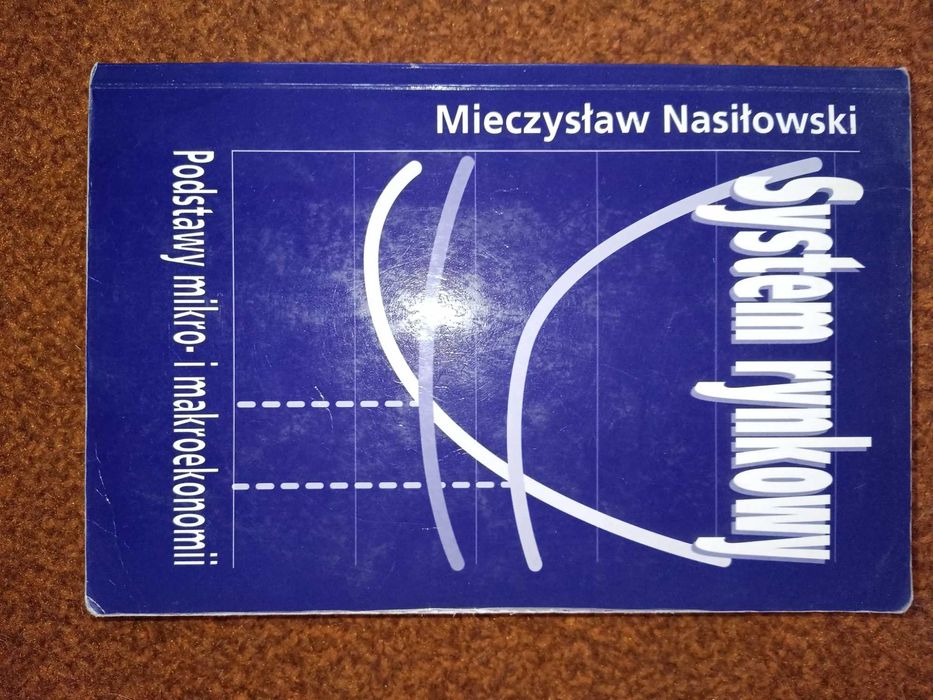 Mieczysław Nasiłowski
System rynkowy
Podstawy mikro- i makroekonomii